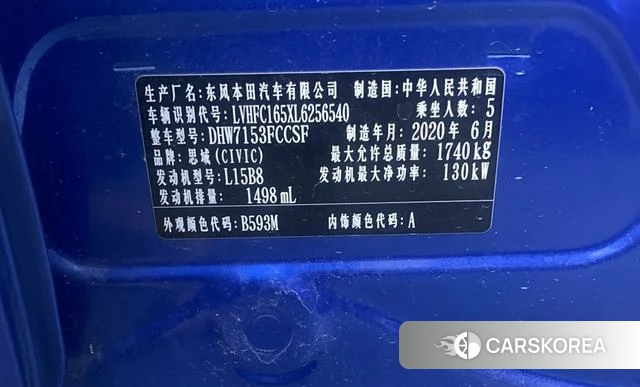 生产厂名: 东风本田汽车有限公司 制造国: 中华人民共和国
车辆识别代号: LVHFC165XL6256540 乘坐人数: 5
整车型号: DHW7153FCCSF 制造年月: 2020 年 6 月
品牌: 思域 (CIVIC) 最大允许总质量: 1740 kg
发动机型号: L15B8 发动机最大净功率: 130 kW
发动机排量: 1498 mL
外观颜色代码: B593M 内饰颜色代码: A
CARSKOREA